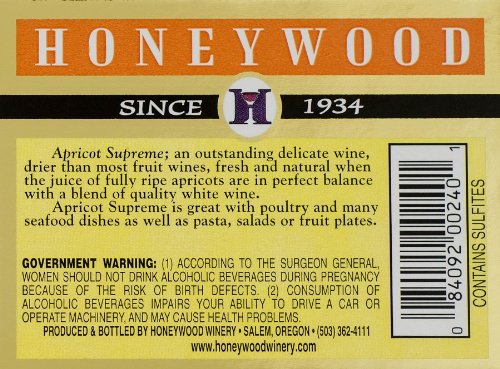 HONEYWOOD
SINCE H 1934
Apricot Supreme; an outstanding delicate wine,
drier than most fruit wines, fresh and natural when
the juice of fully ripe apricots are in perfect balance
with a blend of quality white wine.
Apricot Supreme is great with poultry and many
seafood dishes as well as pasta, salads or fruit plates.
GOVERNMENT WARNING: (1) ACCORDING TO THE SURGEON GENERAL,
WOMEN SHOULD NOT DRINK ALCOHOLIC BEVERAGES DURING PREGNANCY
BECAUSE OF THE RISK OF BIRTH DEFECTS. (2) CONSUMPTION OF
ALCOHOLIC BEVERAGES IMPAIRS YOUR ABILITY TO DRIVE A CAR OR
OPERATE MACHINERY, AND MAY CAUSE HEALTH PROBLEMS.
PRODUCED & BOTTLED BY HONEYWOOD WINERY • SALEM, OREGON • (503) 362-4111
www.honeywoodwinery.com
0 84092 00240 1
CONTAINS SULFITES